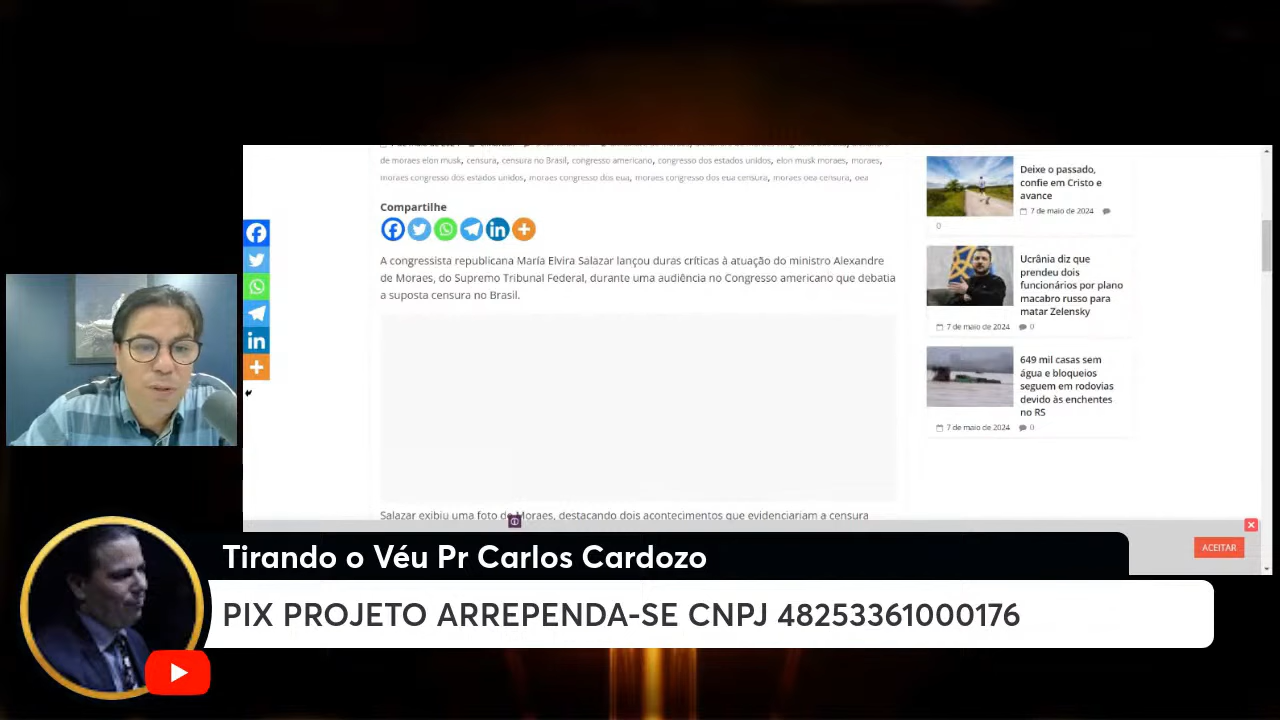 de moraes elon musk, censura, censura no Brasil, congresso americano, congresso dos estados unidos, elon musk moraes, moraes,
moraes congresso dos estados unidos, moraes congresso dos eua, moraes congresso dos eua censura, moraes oea censura, oea
Compartilhe
A congressista republicana María Elvira Salazar lançou duras críticas à atuação do ministro Alexandre
de Moraes, do Supremo Tribunal Federal, durante uma audiência no Congresso americano que debatia
a suposta censura no Brasil.
Salazar exibiu uma foto de Moraes, destacando dois acontecimentos que evidenciariam a censura
Deixe o passado,
confie em Cristo e
avance
7 de maio de 2024
0
Ucrânia diz que
prendeu dois
funcionários por plano
macabro russo para
matar Zelensky
7 de maio de 2024 0
649 mil casas sem
água e bloqueios
seguem em rodovias
devido às enchentes
no RS
7 de maio de 2024 0
ACEITAR
Tirando o Véu Pr Carlos Cardozo
PIX PROJETO ARREPENDA-SE CNPJ 48253361000176